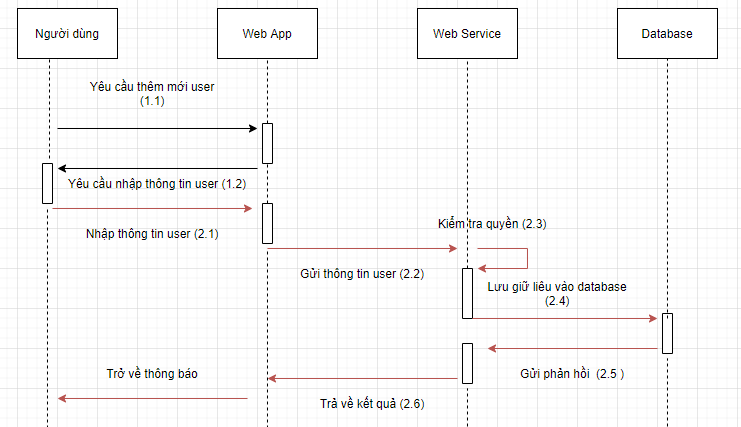 Người dùng
Web App
Web Service
Database
Yêu cầu thêm mới user
(1.1)
Yêu cầu nhập thông tin user (1.2)
Nhập thông tin user (2.1)
Kiểm tra quyền (2.3)
Gửi thông tin user (2.2)
Lưu giữ liêu vào database
(2.4)
Trở về thông báo
Gửi phản hồi (2.5 )
Trả về kết quả (2.6)